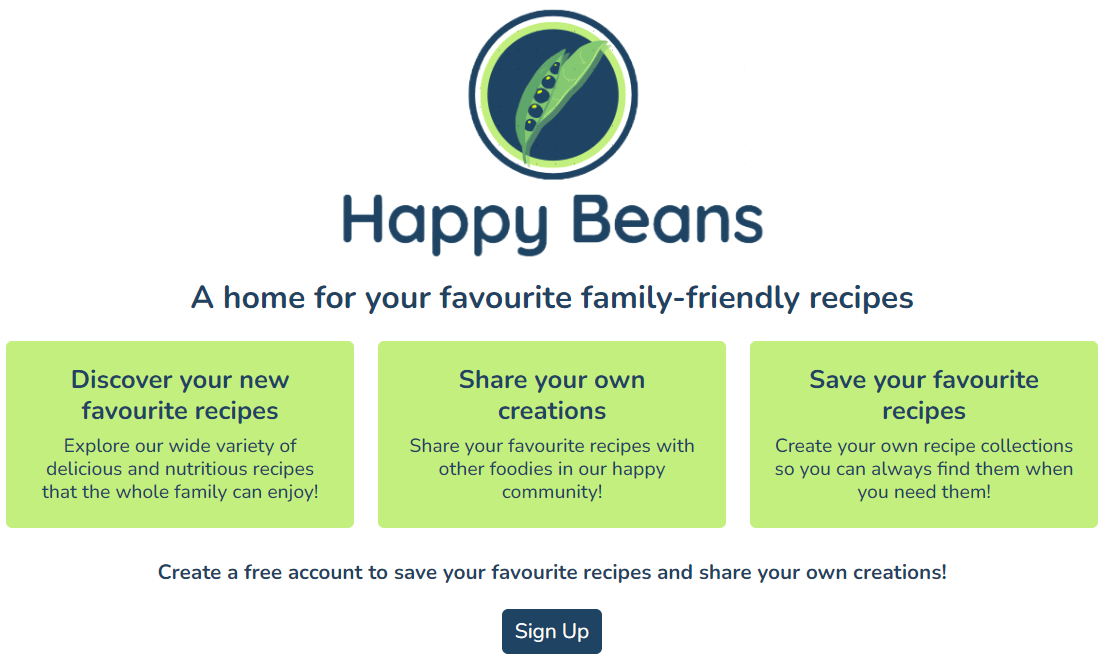 Happy Beans
A home for your favourite family-friendly recipes
Discover your new
favourite recipes
Explore our wide variety of
delicious and nutritious recipes
that the whole family can enjoy!
Share your own
creations
Share your favourite recipes with
other foodies in our happy
community!
Save your favourite
recipes
Create your own recipe collections
so you can always find them when
you need them!
Create a free account to save your favourite recipes and share your own creations!
Sign Up